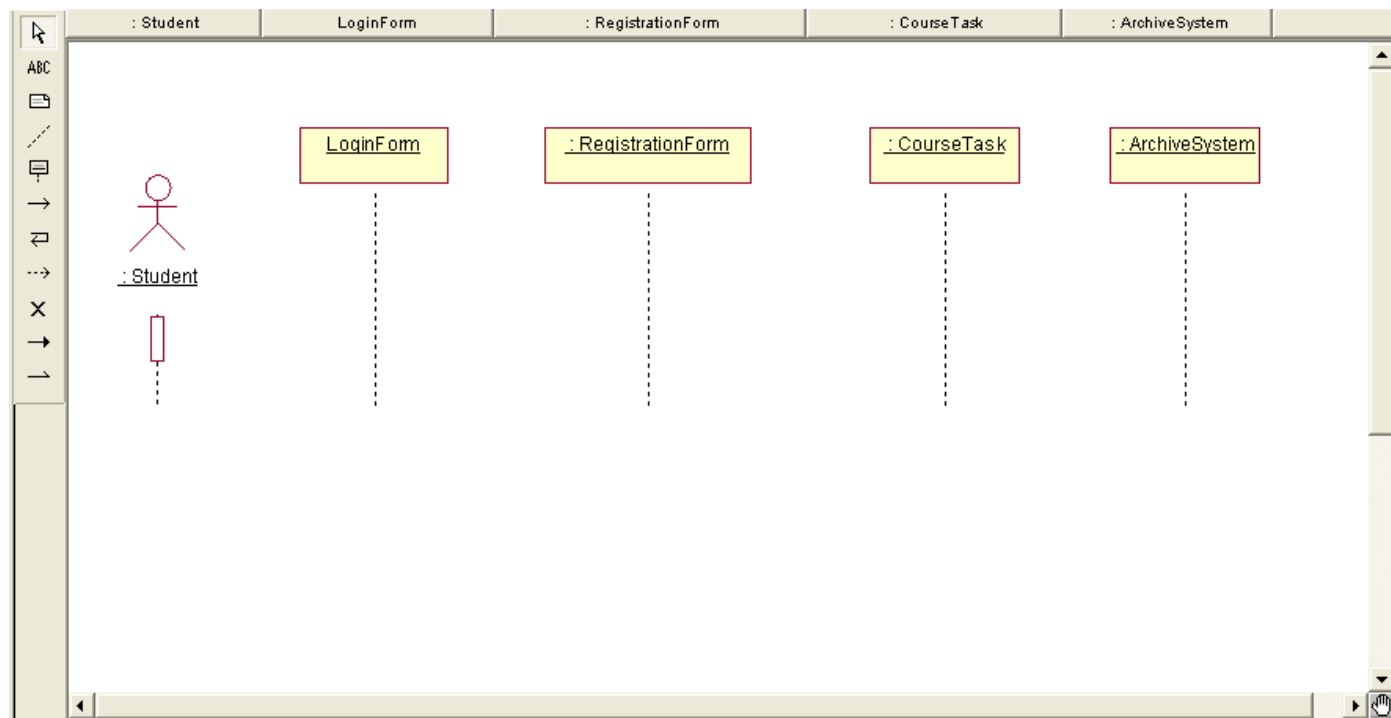 : Student
LoginForm
: RegistrationForm
: CourseTask
: ArchiveSystem
ABC
LoginForm
: RegistrationForm
: CourseTask
: ArchiveSystem
: Student